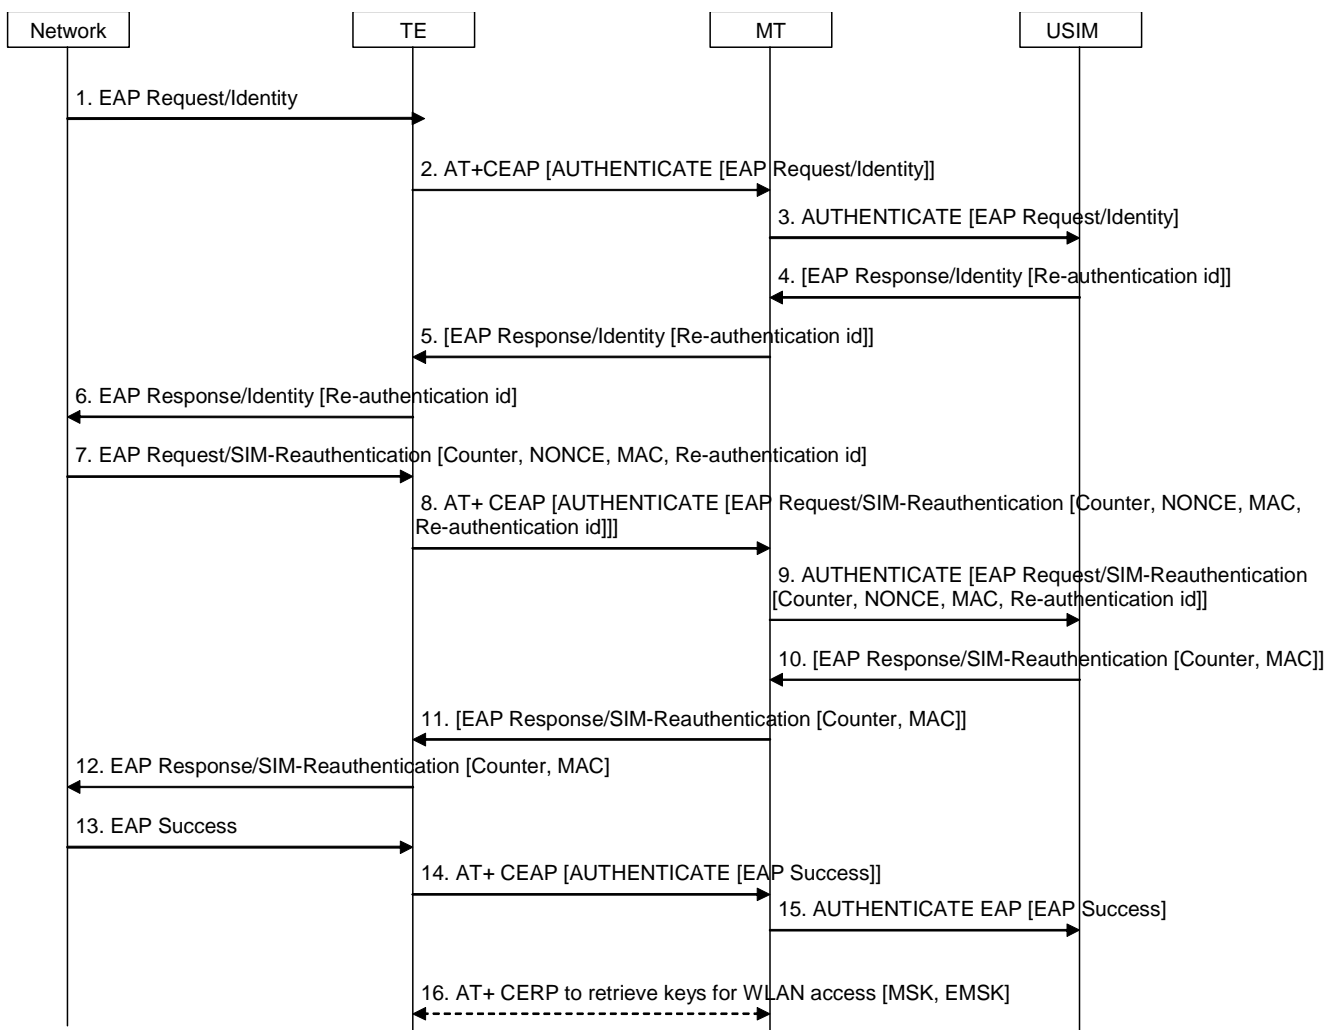 Network TE MT USIM
1. EAP Request/Identity
2. AT+CEAP [AUTHENTICATE [EAP Request/Identity]]
3. AUTHENTICATE [EAP Request/Identity]
4. [EAP Response/Identity [Re-authentication id]]
5. [EAP Response/Identity [Re-authentication id]]
6. EAP Response/Identity [Re-authentication id]
7. EAP Request/SIM-Reauthentication [Counter, NONCE, MAC, Re-authentication id]
8. AT+ CEAP [AUTHENTICATE [EAP Request/SIM-Reauthentication [Counter, NONCE, MAC,
Re-authentication id]]]
9. AUTHENTICATE [EAP Request/SIM-Reauthentication
[Counter, NONCE, MAC, Re-authentication id]]
10. [EAP Response/SIM-Reauthentication [Counter, MAC]]
11. [EAP Response/SIM-Reauthentication [Counter, MAC]]
12. EAP Response/SIM-Reauthentication [Counter, MAC]
13. EAP Success
14. AT+ CEAP [AUTHENTICATE [EAP Success]]
15. AUTHENTICATE EAP [EAP Success]
16. AT+ CERP to retrieve keys for WLAN access [MSK, EMSK]